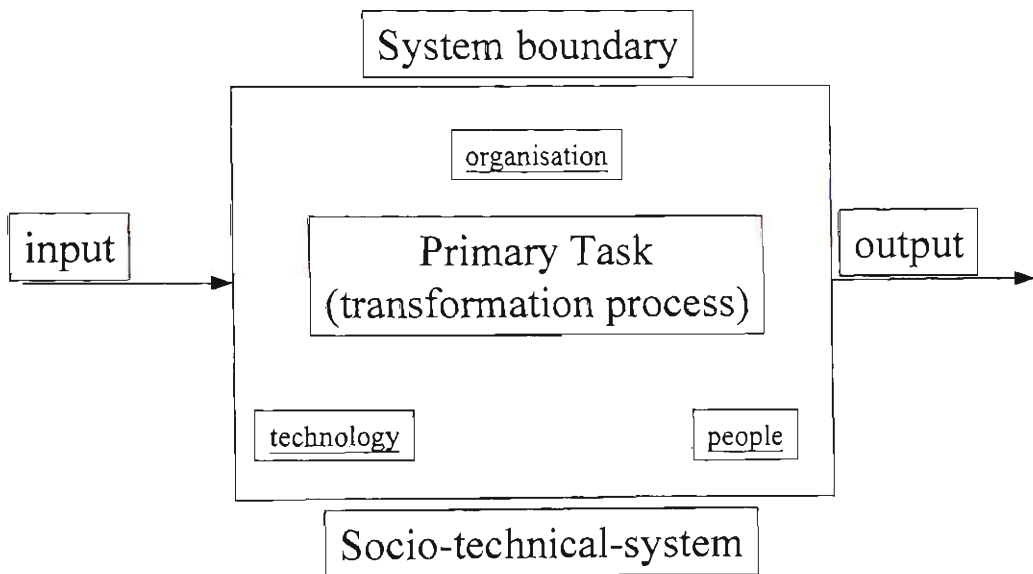 System boundary
organisation
input
Primary Task
(transformation process)
output
technology
people
Socio-technical-system